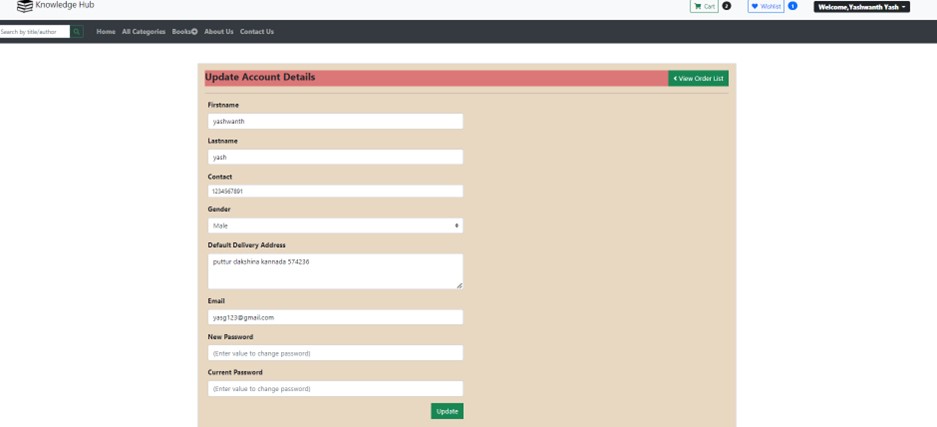 Knowledge Hub
Cart 2 Wishlist 1 Welcome,Yashwanth Yash
Search by title/author Home All Categories Books About Us Contact Us
Update Account Details View Order List
Firstname
yashwanth
Lastname
yash
Contact
1234567891
Gender
Male
Default Delivery Address
puttur dakshina kannada 574236
Email
yasg123@gmail.com
New Password
(Enter value to change password)
Current Password
(Enter value to change password)
Update